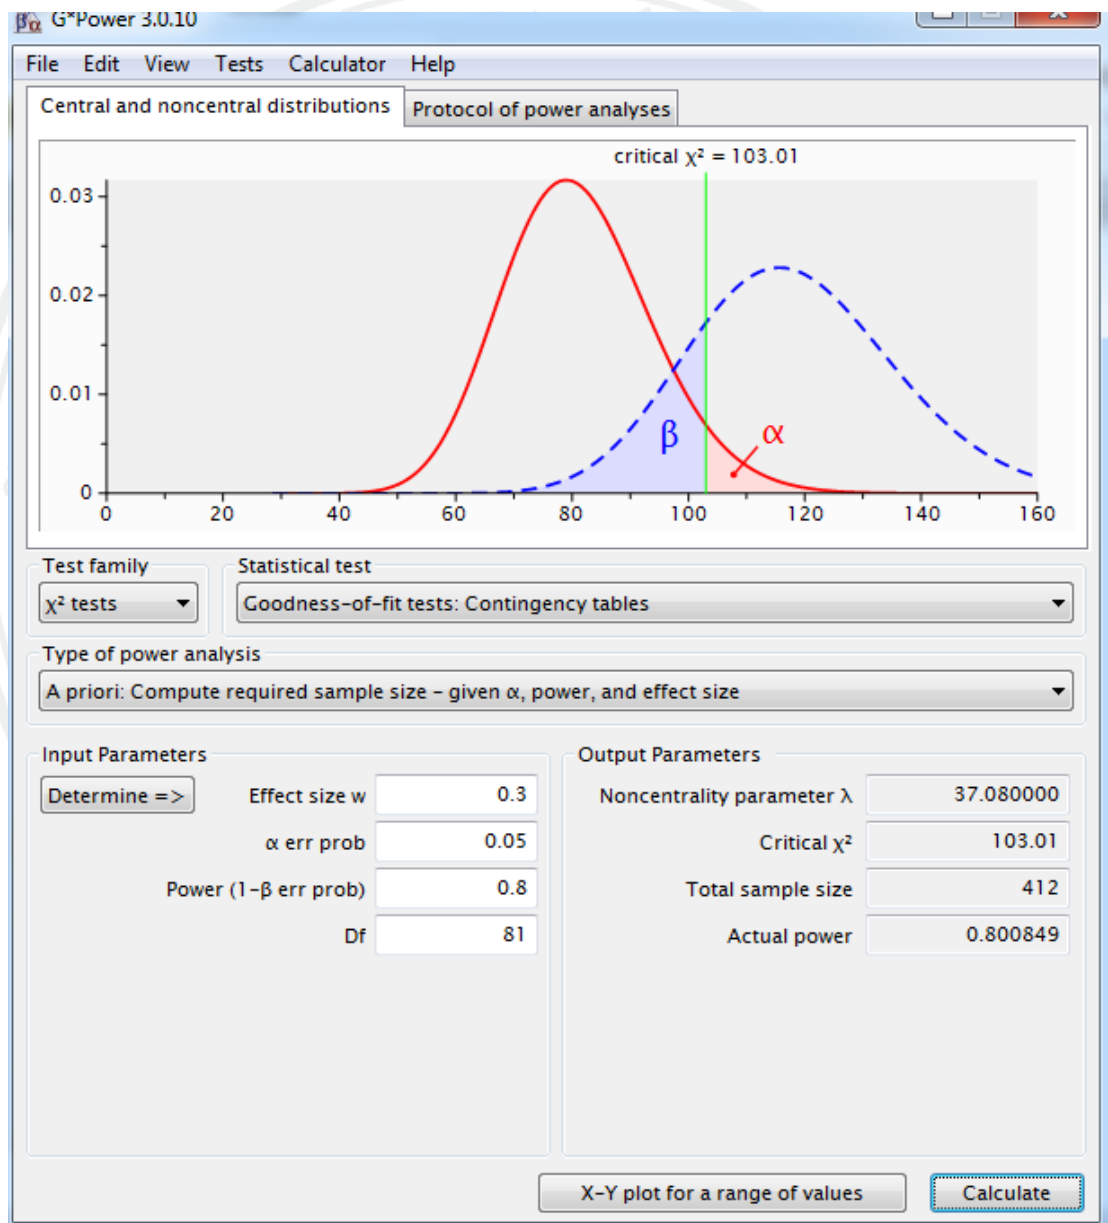 G*Power 3.0.10
File Edit View Tests Calculator Help
Central and noncentral distributions Protocol of power analyses
critical χ² = 103.01
0.03
0.02
0.01
0
β
α
0 20 40 60 80 100 120 140 160
Test family Statistical test
χ² tests Goodness-of-fit tests: Contingency tables
Type of power analysis
A priori: Compute required sample size - given α, power, and effect size
Input Parameters Output Parameters
Determine => Effect size w 0.3 Noncentrality parameter λ 37.080000
α err prob 0.05 Critical χ² 103.01
Power (1-β err prob) 0.8 Total sample size 412
Df 81 Actual power 0.800849
X-Y plot for a range of values Calculate